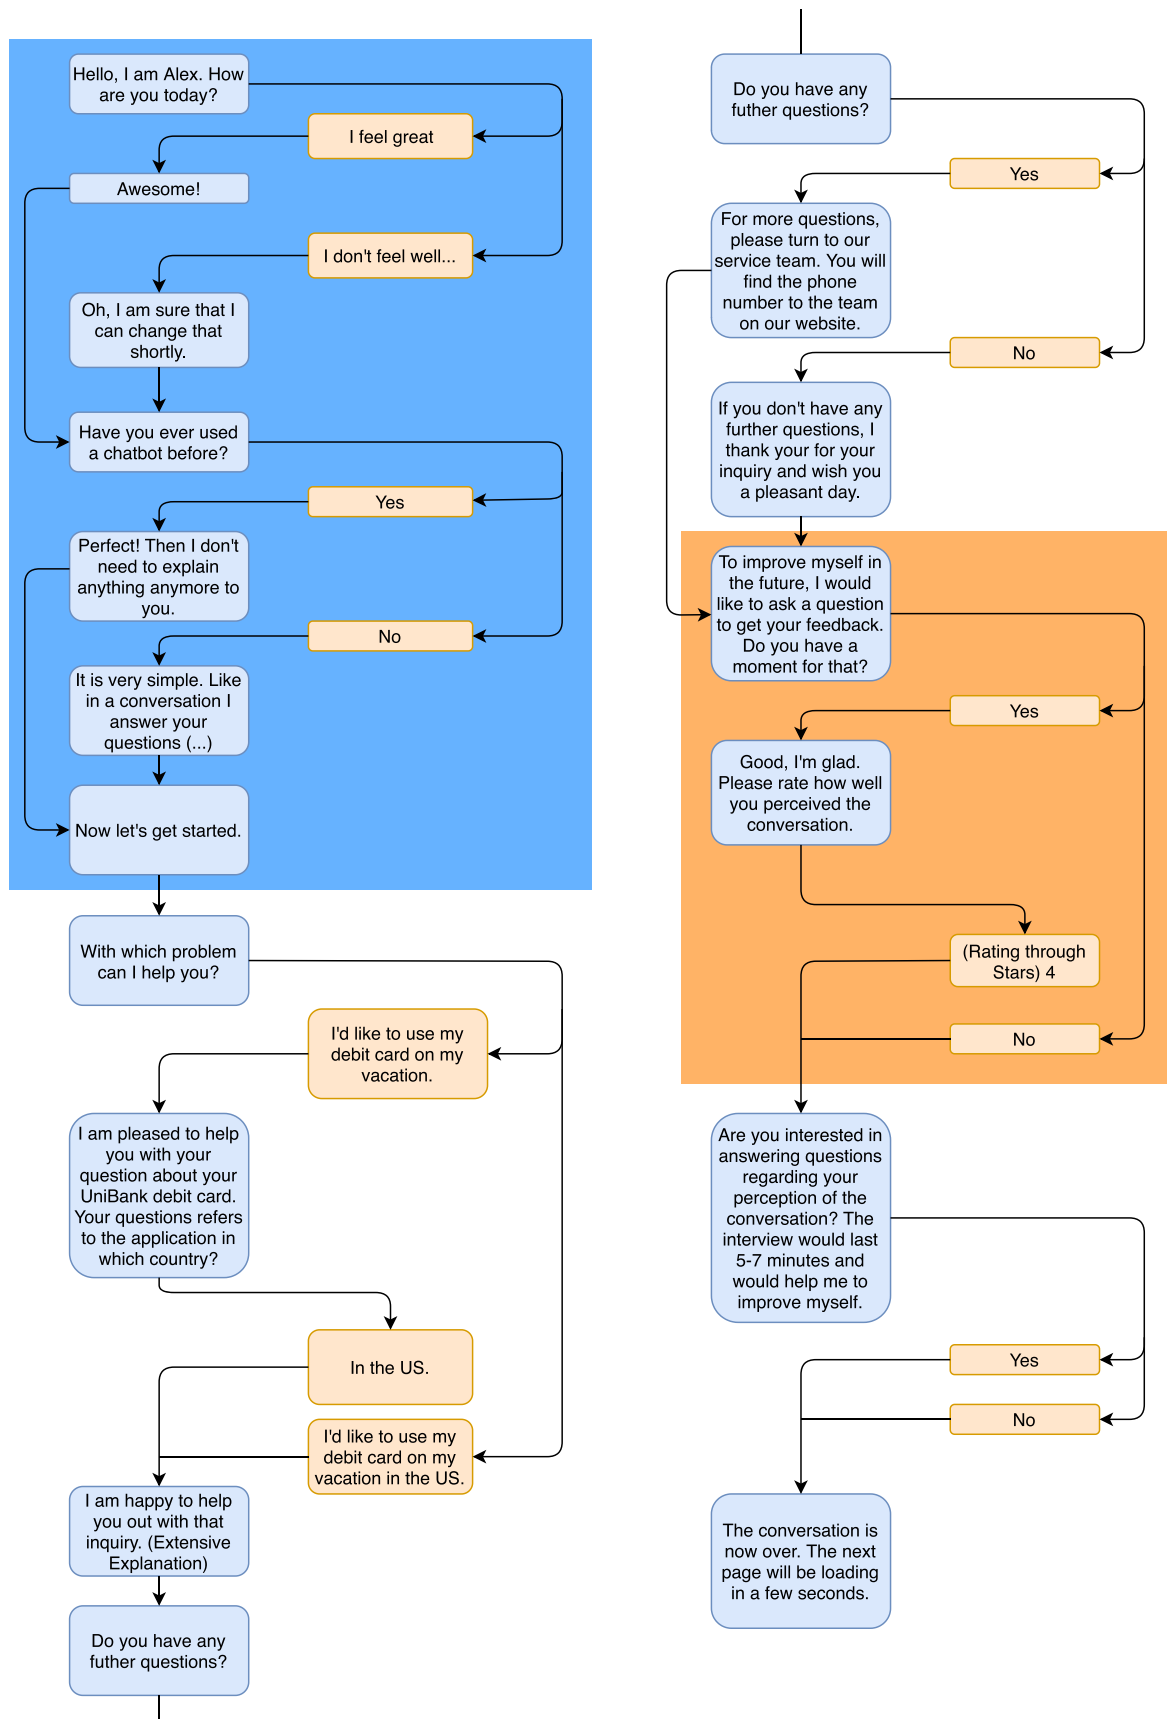 Hello, I am Alex. How
are you today?
I feel great
Awesome!
I don't feel well...
Oh, I am sure that I
can change that
shortly.
Have you ever used
a chatbot before?
Yes
Perfect! Then I don't
need to explain
anything anymore to
you.
No
It is very simple. Like
in a conversation I
answer your
questions (...)
Now let's get started.
With which problem
can I help you?
I'd like to use my
debit card on my
vacation.
I am pleased to help
you with your
question about your
UniBank debit card.
Your questions refers
to the application in
which country?
In the US.
I'd like to use my
debit card on my
vacation in the US.
I am happy to help
you out with that
inquiry. (Extensive
Explanation)
Do you have any
futher questions?
Do you have any
futher questions?
Yes
For more questions,
please turn to our
service team. You will
find the phone
number to the team
on our website.
No
If you don't have any
further questions, I
thank your for your
inquiry and wish you
a pleasant day.
To improve myself in
the future, I would
like to ask a question
to get your feedback.
Do you have a
moment for that?
Yes
Good, I'm glad.
Please rate how well
you perceived the
conversation.
(Rating through
Stars) 4
No
Are you interested in
answering questions
regarding your
perception of the
conversation? The
interview would last
5-7 minutes and
would help me to
improve myself.
Yes
No
The conversation is
now over. The next
page will be loading
in a few seconds.